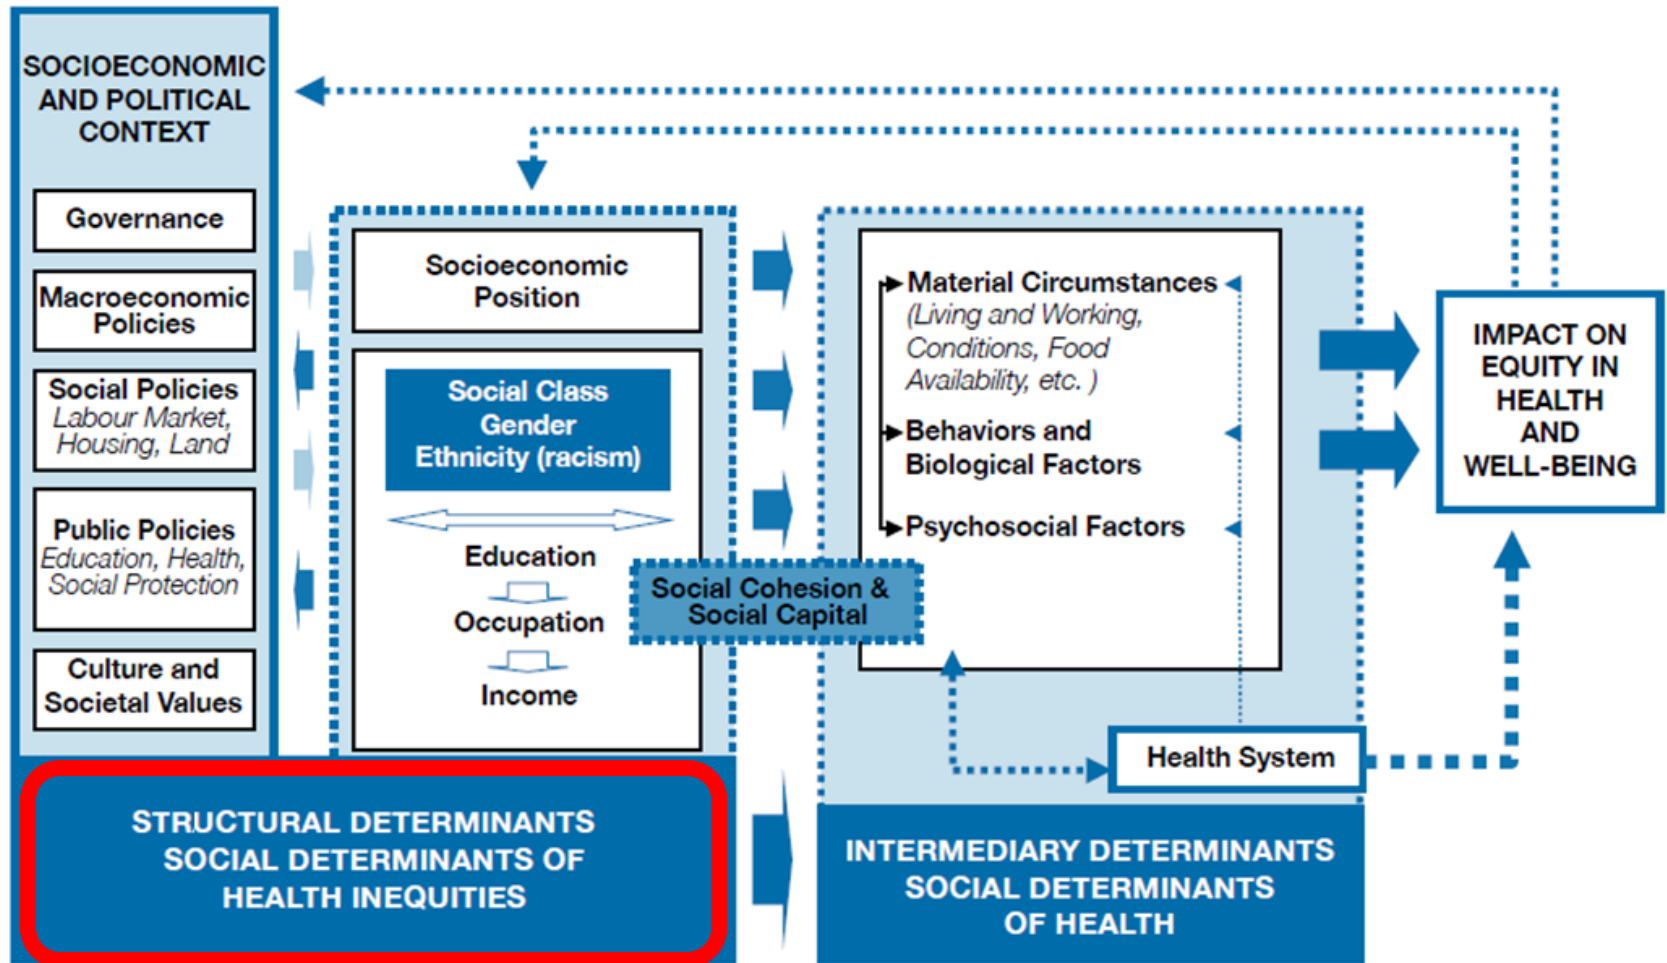 SOCIOECONOMIC
AND POLITICAL
CONTEXT
Governance
Macroeconomic
Policies
Social Policies
Labour Market,
Housing, Land
Public Policies
Education, Health,
Social Protection
Culture and
Societal Values
Socioeconomic
Position
Social Class
Gender
Ethnicity (racism)
Education
Occupation
Income
Social Cohesion &
Social Capital
Material Circumstances
(Living and Working,
Conditions, Food
Availability, etc. )
Behaviors and
Biological Factors
Psychosocial Factors
Health System
IMPACT ON
EQUITY IN
HEALTH
AND
WELL-BEING
STRUCTURAL DETERMINANTS
SOCIAL DETERMINANTS OF
HEALTH INEQUITIES
INTERMEDIARY DETERMINANTS
SOCIAL DETERMINANTS
OF HEALTH